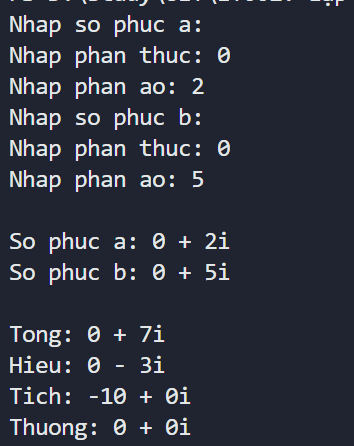 Nhap so phuc a:
Nhap phan thuc: 0
Nhap phan ao: 2
Nhap so phuc b:
Nhap phan thuc: 0
Nhap phan ao: 5
So phuc a: 0 + 2i
So phuc b: 0 + 5i
Tong: 0 + 7i
Hieu: 0 - 3i
Tich: -10 + 0i
Thuong: 0 + 0i